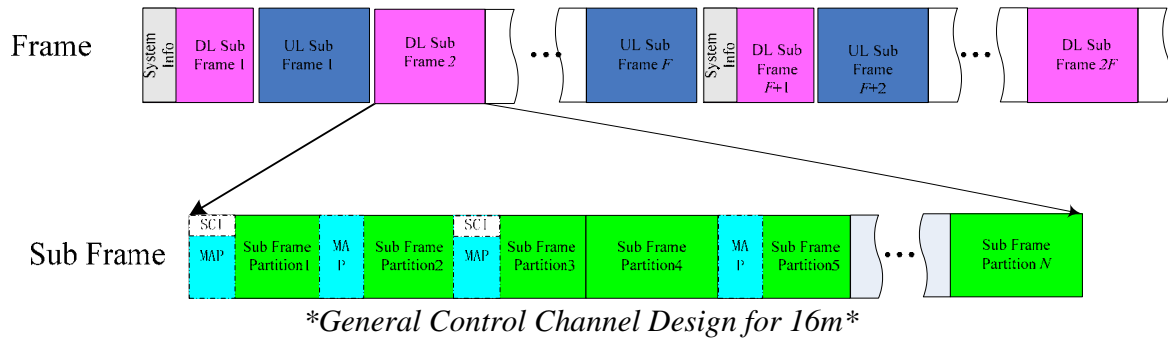 Frame
System Info
DL Sub Frame 1
UL Sub Frame 1
DL Sub Frame 2
...
UL Sub Frame F
System Info
DL Sub Frame F+1
UL Sub Frame F+2
...
DL Sub Frame 2F
Sub Frame
SCI
MAP
Sub Frame Partition1
MA P
Sub Frame Partition2
SCI
MAP
Sub Frame Partition3
Sub Frame Partition4
MA P
Sub Frame Partition5
...
Sub Frame Partition N
*General Control Channel Design for 16m*